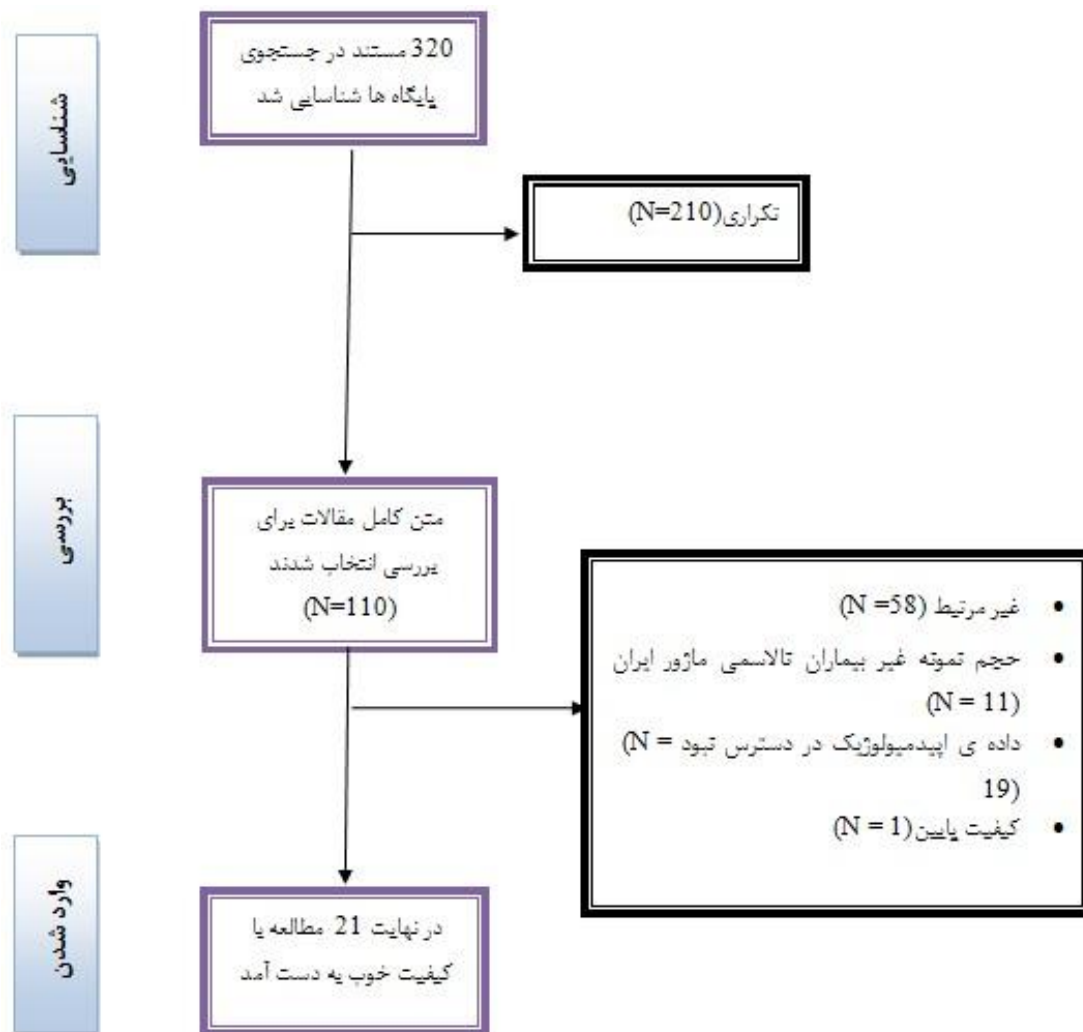 شناسایی
320 مستند در جستجوی
پایگاه ها شناسایی شد
تکراری(N=210)
بررسی
متن کامل مقالات برای
بررسی انتخاب شدند
(N=110)
• غیر مرتبط (N =58)
• حجم نمونه غیر بیماران تالاسمی ماژور ایران
(N = 11)
• داده ی اپیدمیولوژیک در دسترس نبود (N =
19)
• کیفیت پایین(N = 1)
وارد شدن
در نهایت 21 مطالعه با
کیفیت خوب به دست آمد